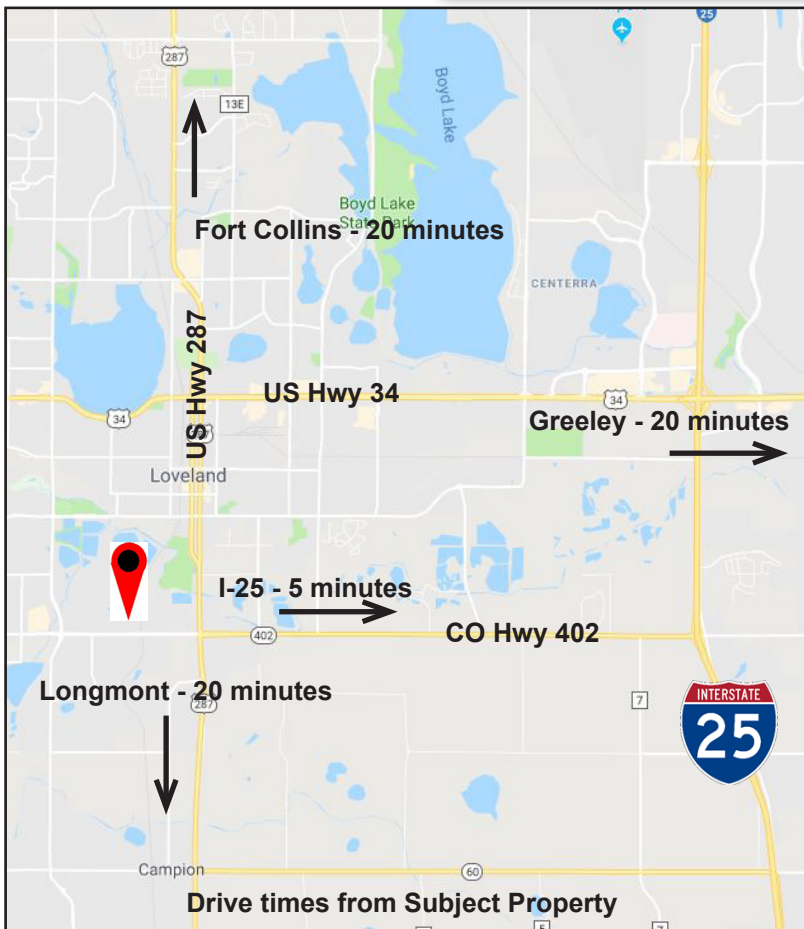 25
287
13E
Boyd Lake
Boyd Lake
State Park
Fort Collins - 20 minutes
CENTERRA
US Hwy 287
US Hwy 34
34
34
Greeley - 20 minutes
Loveland
I-25 - 5 minutes
402
CO Hwy 402
Longmont - 20 minutes
287
7
INTERSTATE
25
Campion
60
Drive times from Subject Property